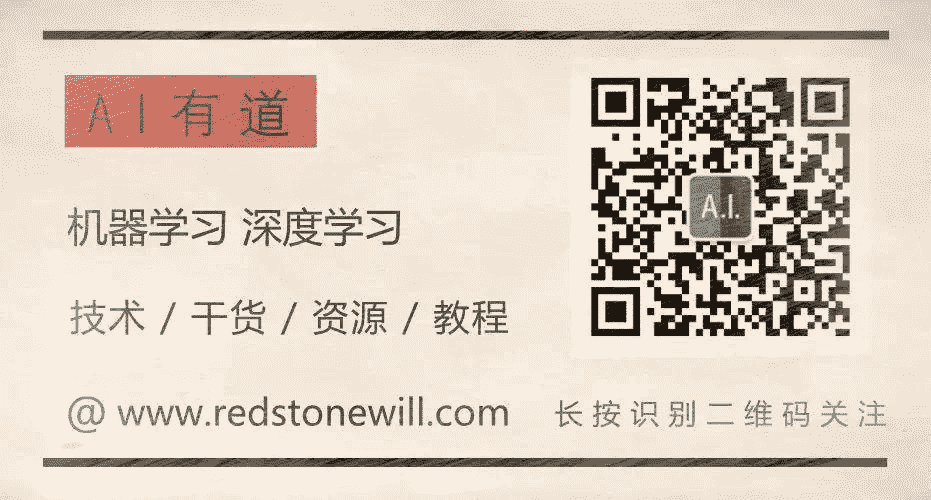 AI有道
机器学习 深度学习
技术 / 干货 / 资源 / 教程
@ www.redstonewill.com
A.I.
长按识别二维码关注